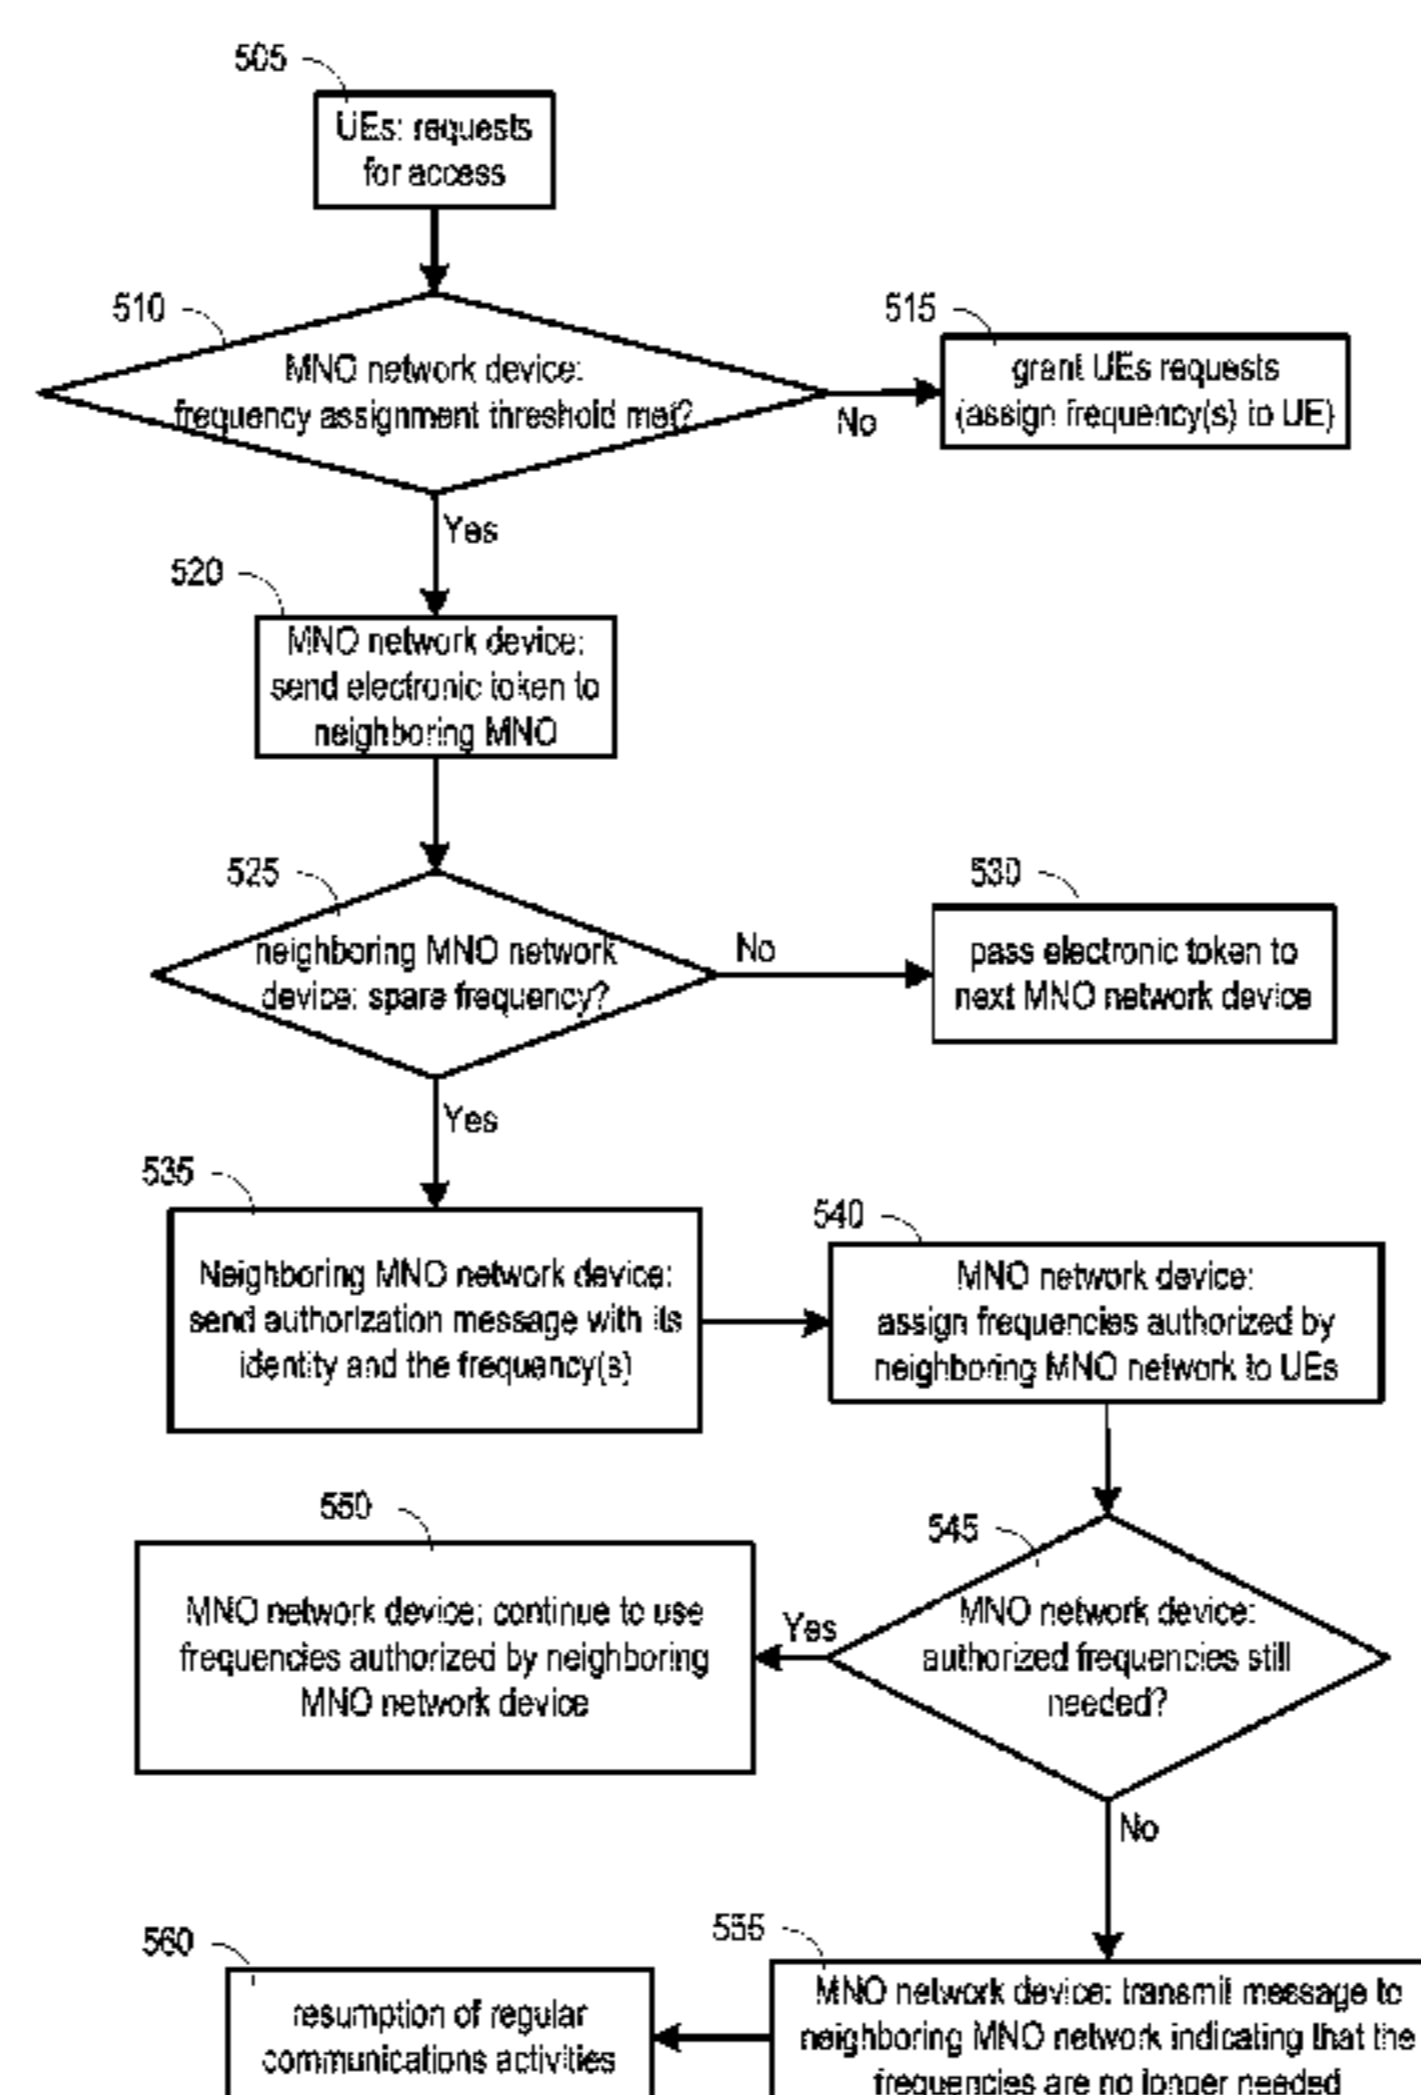 505
UEs: requests
for access
510
MNO network device:
frequency assignment threshold met?
No
515
grant UEs requests
(assign frequency(s) to UE)
Yes
520
MNO network device:
send electronic token to
neighboring MNO
525
neighboring MNO network
device: spare frequency?
No
530
pass electronic token to
next MNO network device
Yes
535
Neighboring MNO network device:
send authorization message with its
identity and the frequency(s)
540
MNO network device:
assign frequencies authorized by
neighboring MNO network to UEs
545
MNO network device:
authorized frequencies still
needed?
Yes
550
MNO network device: continue to use
frequencies authorized by neighboring
MNO network device
No
555
MNO network device: transmit message to
neighboring MNO network indicating that the
frequencies are no longer needed
560
resumption of regular
communications activities